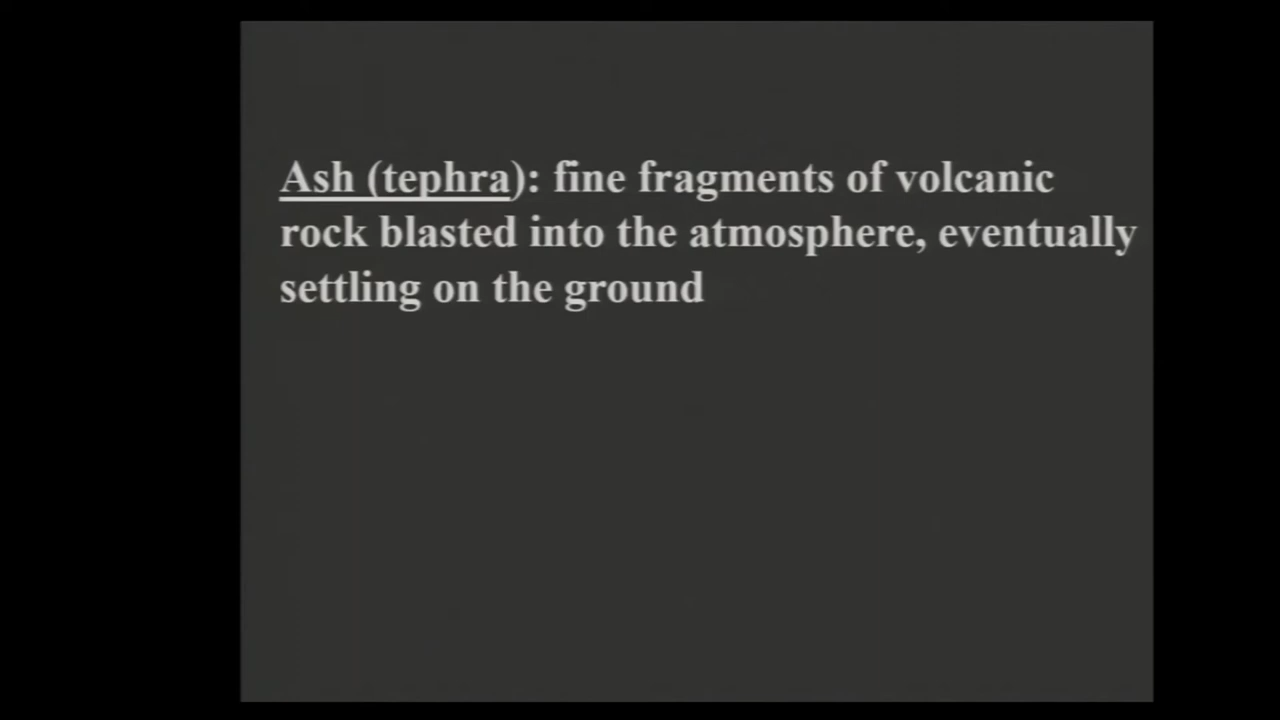 Ash (tephra): fine fragments of volcanic
rock blasted into the atmosphere, eventually
settling on the ground